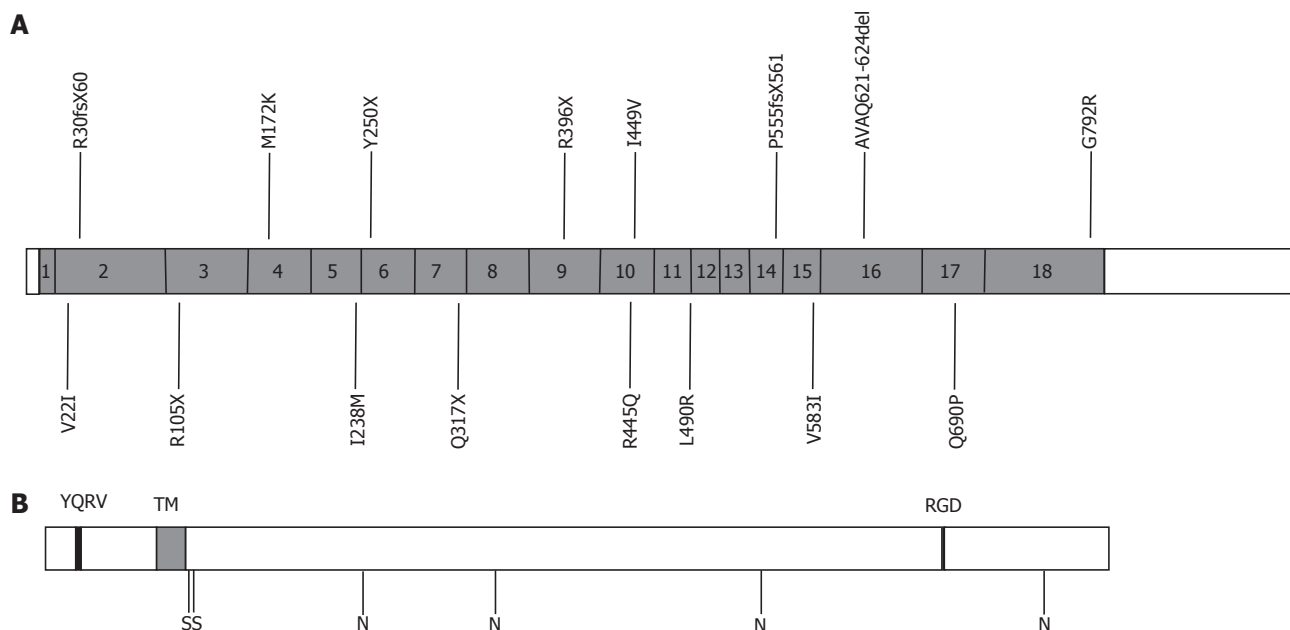 A
R30fsX60
M172K
Y250X
R396X
I449V
P555fsX561
AVAQ621-624del
G792R
1 2 3 4 5 6 7 8 9 10 11 12 13 14 15 16 17 18
V22I
R105X
I238M
Q317X
R445Q
L490R
V583I
Q690P
B
YQRV
TM
RGD
SS
N
N
N
N